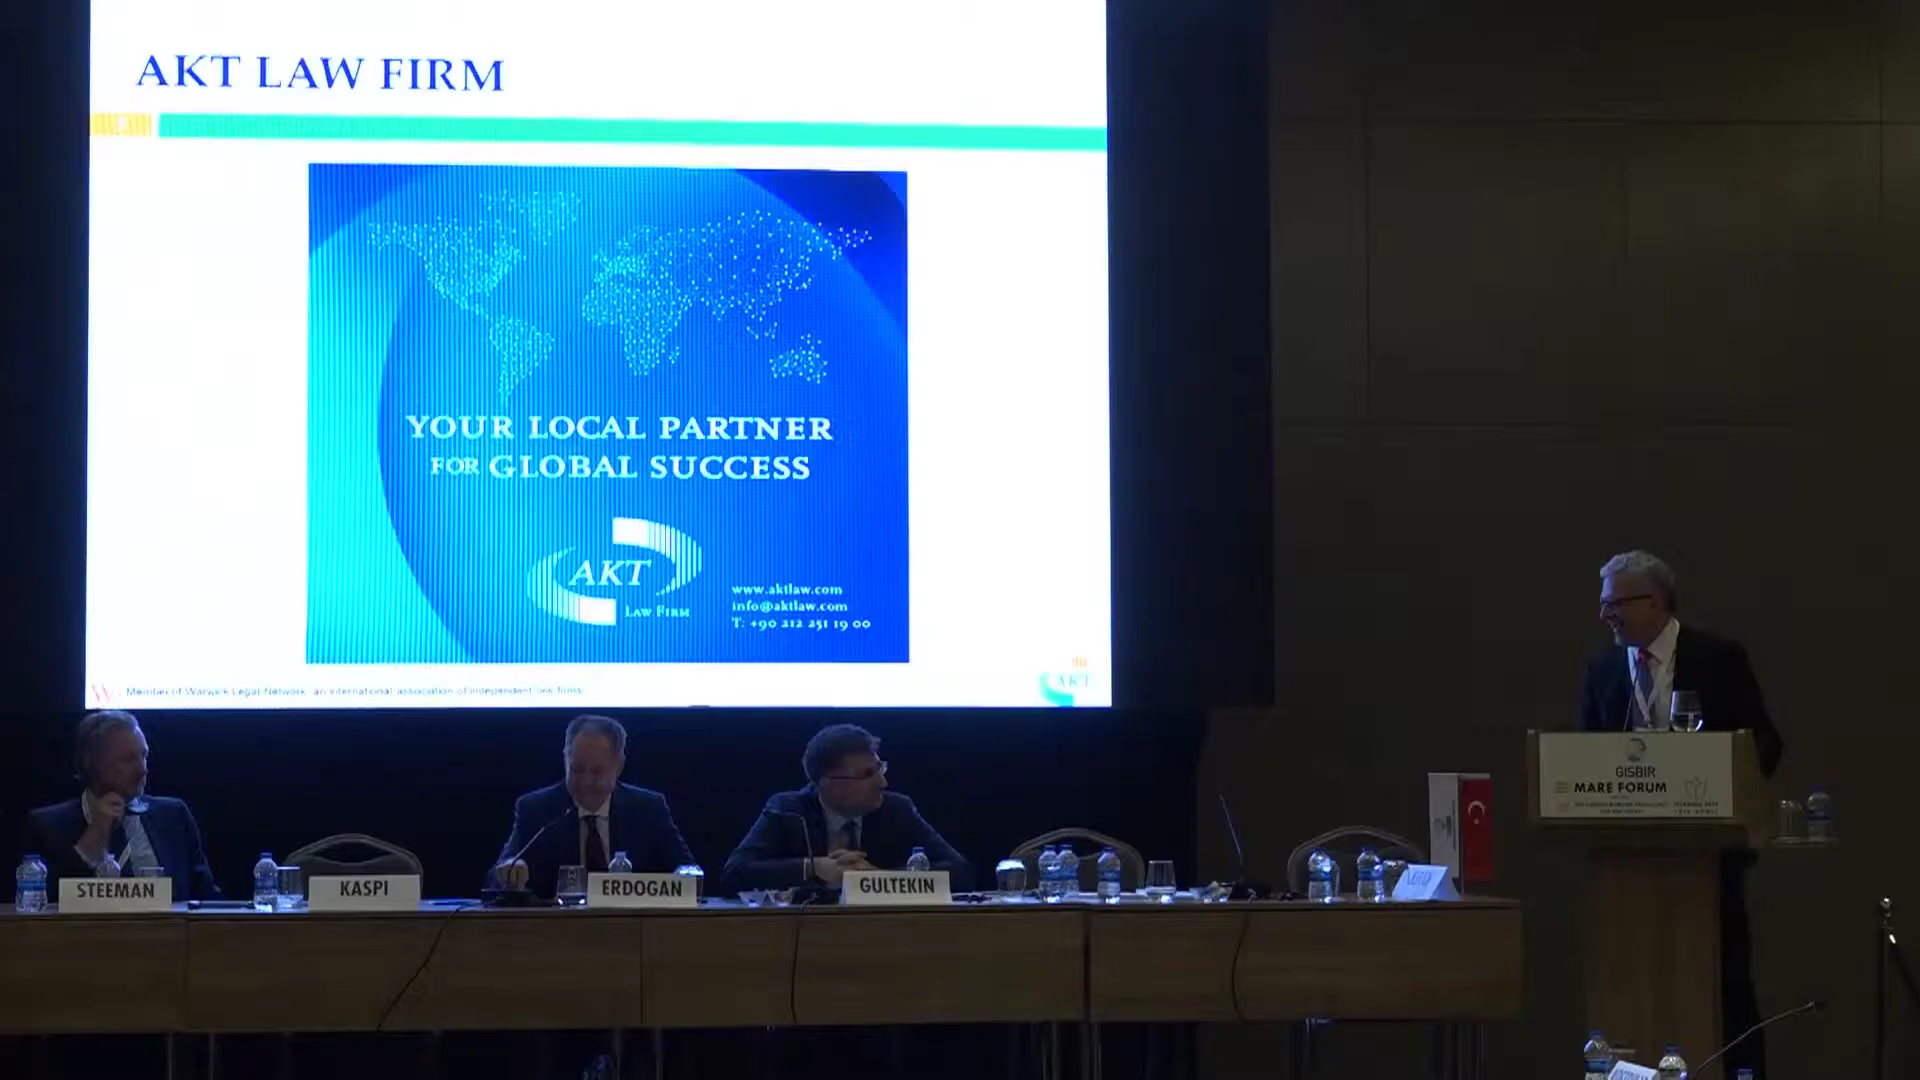 AKT LAW FIRM
YOUR LOCAL PARTNER
FOR GLOBAL SUCCESS
AKT
LAW FIRM
www.aktlaw.com
info@aktlaw.com
T: +90 212 251 19 00
Member of Warwick Legal Network, an international association of independent law firms
AKT
STEEMAN
KASPI
ERDOGAN
GULTEKIN
GISBIR
MARE FORUM